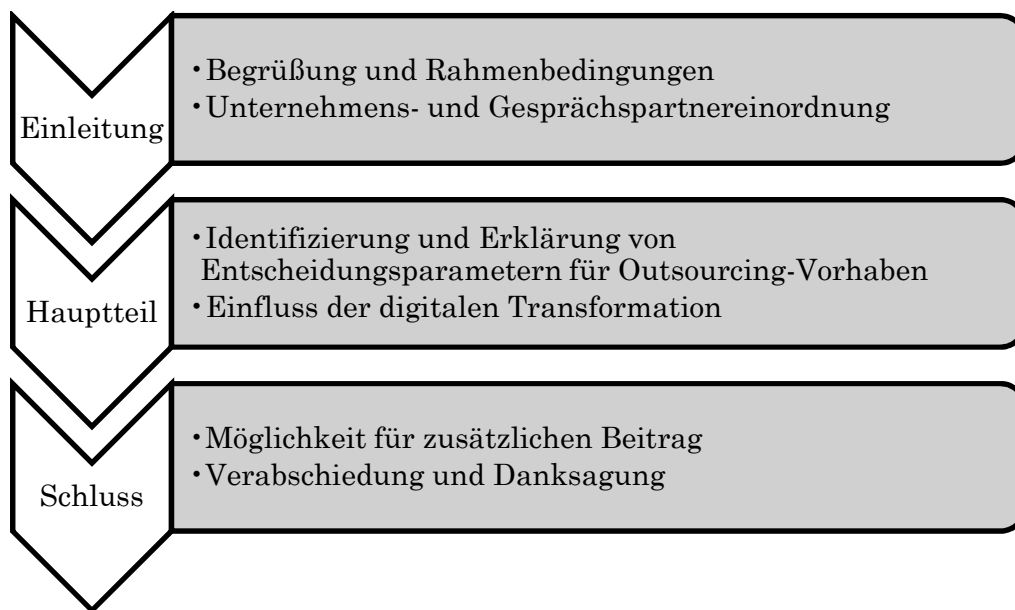 Einleitung
•Begrüßung und Rahmenbedingungen
•Unternehmens- und Gesprächspartnereinordnung
Hauptteil
•Identifizierung und Erklärung von
Entscheidungsparametern für Outsourcing-Vorhaben
•Einfluss der digitalen Transformation
Schluss
•Möglichkeit für zusätzlichen Beitrag
•Verabschiedung und Danksagung